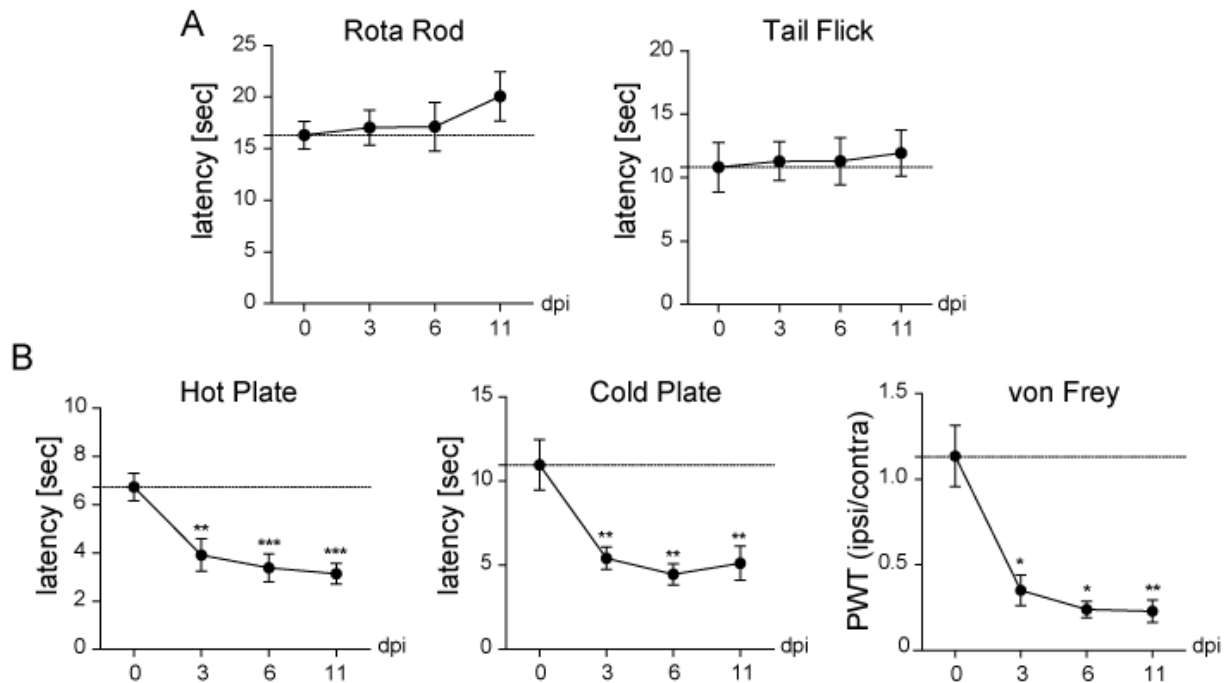 A
Rota Rod
Tail Flick
latency [sec]
25
20
15
10
5
0
0 3 6 11
dpi
latency [sec]
20
15
10
5
0
0 3 6 11
dpi
B
Hot Plate
Cold Plate
von Frey
latency [sec]
10
8
6
4
2
0
** *** ***
0 3 6 11
dpi
latency [sec]
15
10
5
0
** ** **
0 3 6 11
dpi
PWT (ipsi/contra)
1.5
1.0
0.5
0
* * **
0 3 6 11
dpi